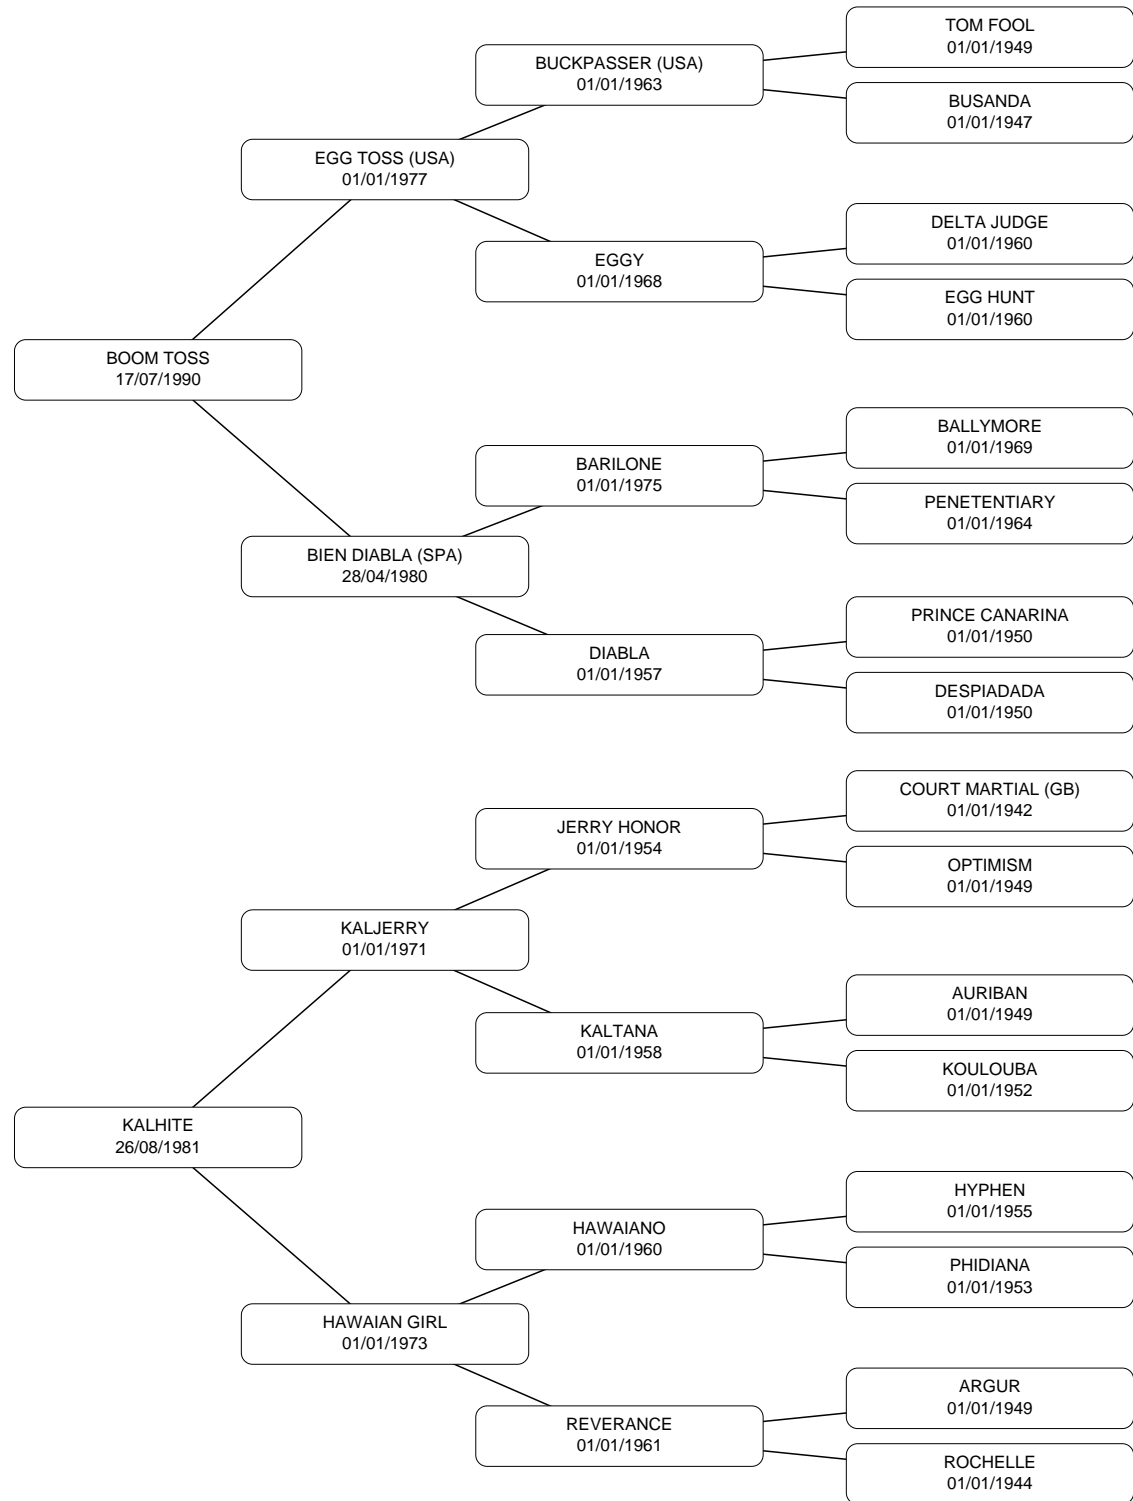 TOM FOOL
01/01/1949
BUCKPASSER (USA)
01/01/1963
BUSANDA
01/01/1947
EGG TOSS (USA)
01/01/1977
DELTA JUDGE
01/01/1960
EGGY
01/01/1968
EGG HUNT
01/01/1960
BOOM TOSS
17/07/1990
BALLYMORE
01/01/1969
BARILONE
01/01/1975
PENETENTIARY
01/01/1964
BIEN DIABLA (SPA)
28/04/1980
PRINCE CANARINA
01/01/1950
DIABLA
01/01/1957
DESPIADADA
01/01/1950
COURT MARTIAL (GB)
01/01/1942
JERRY HONOR
01/01/1954
OPTIMISM
01/01/1949
KALJERRY
01/01/1971
AURIBAN
01/01/1949
KALTANA
01/01/1958
KOULOUBA
01/01/1952
KALHITE
26/08/1981
HYPHEN
01/01/1955
HAWAIANO
01/01/1960
PHIDIANA
01/01/1953
HAWAIAN GIRL
01/01/1973
ARGUR
01/01/1949
REVERANCE
01/01/1961
ROCHELLE
01/01/1944